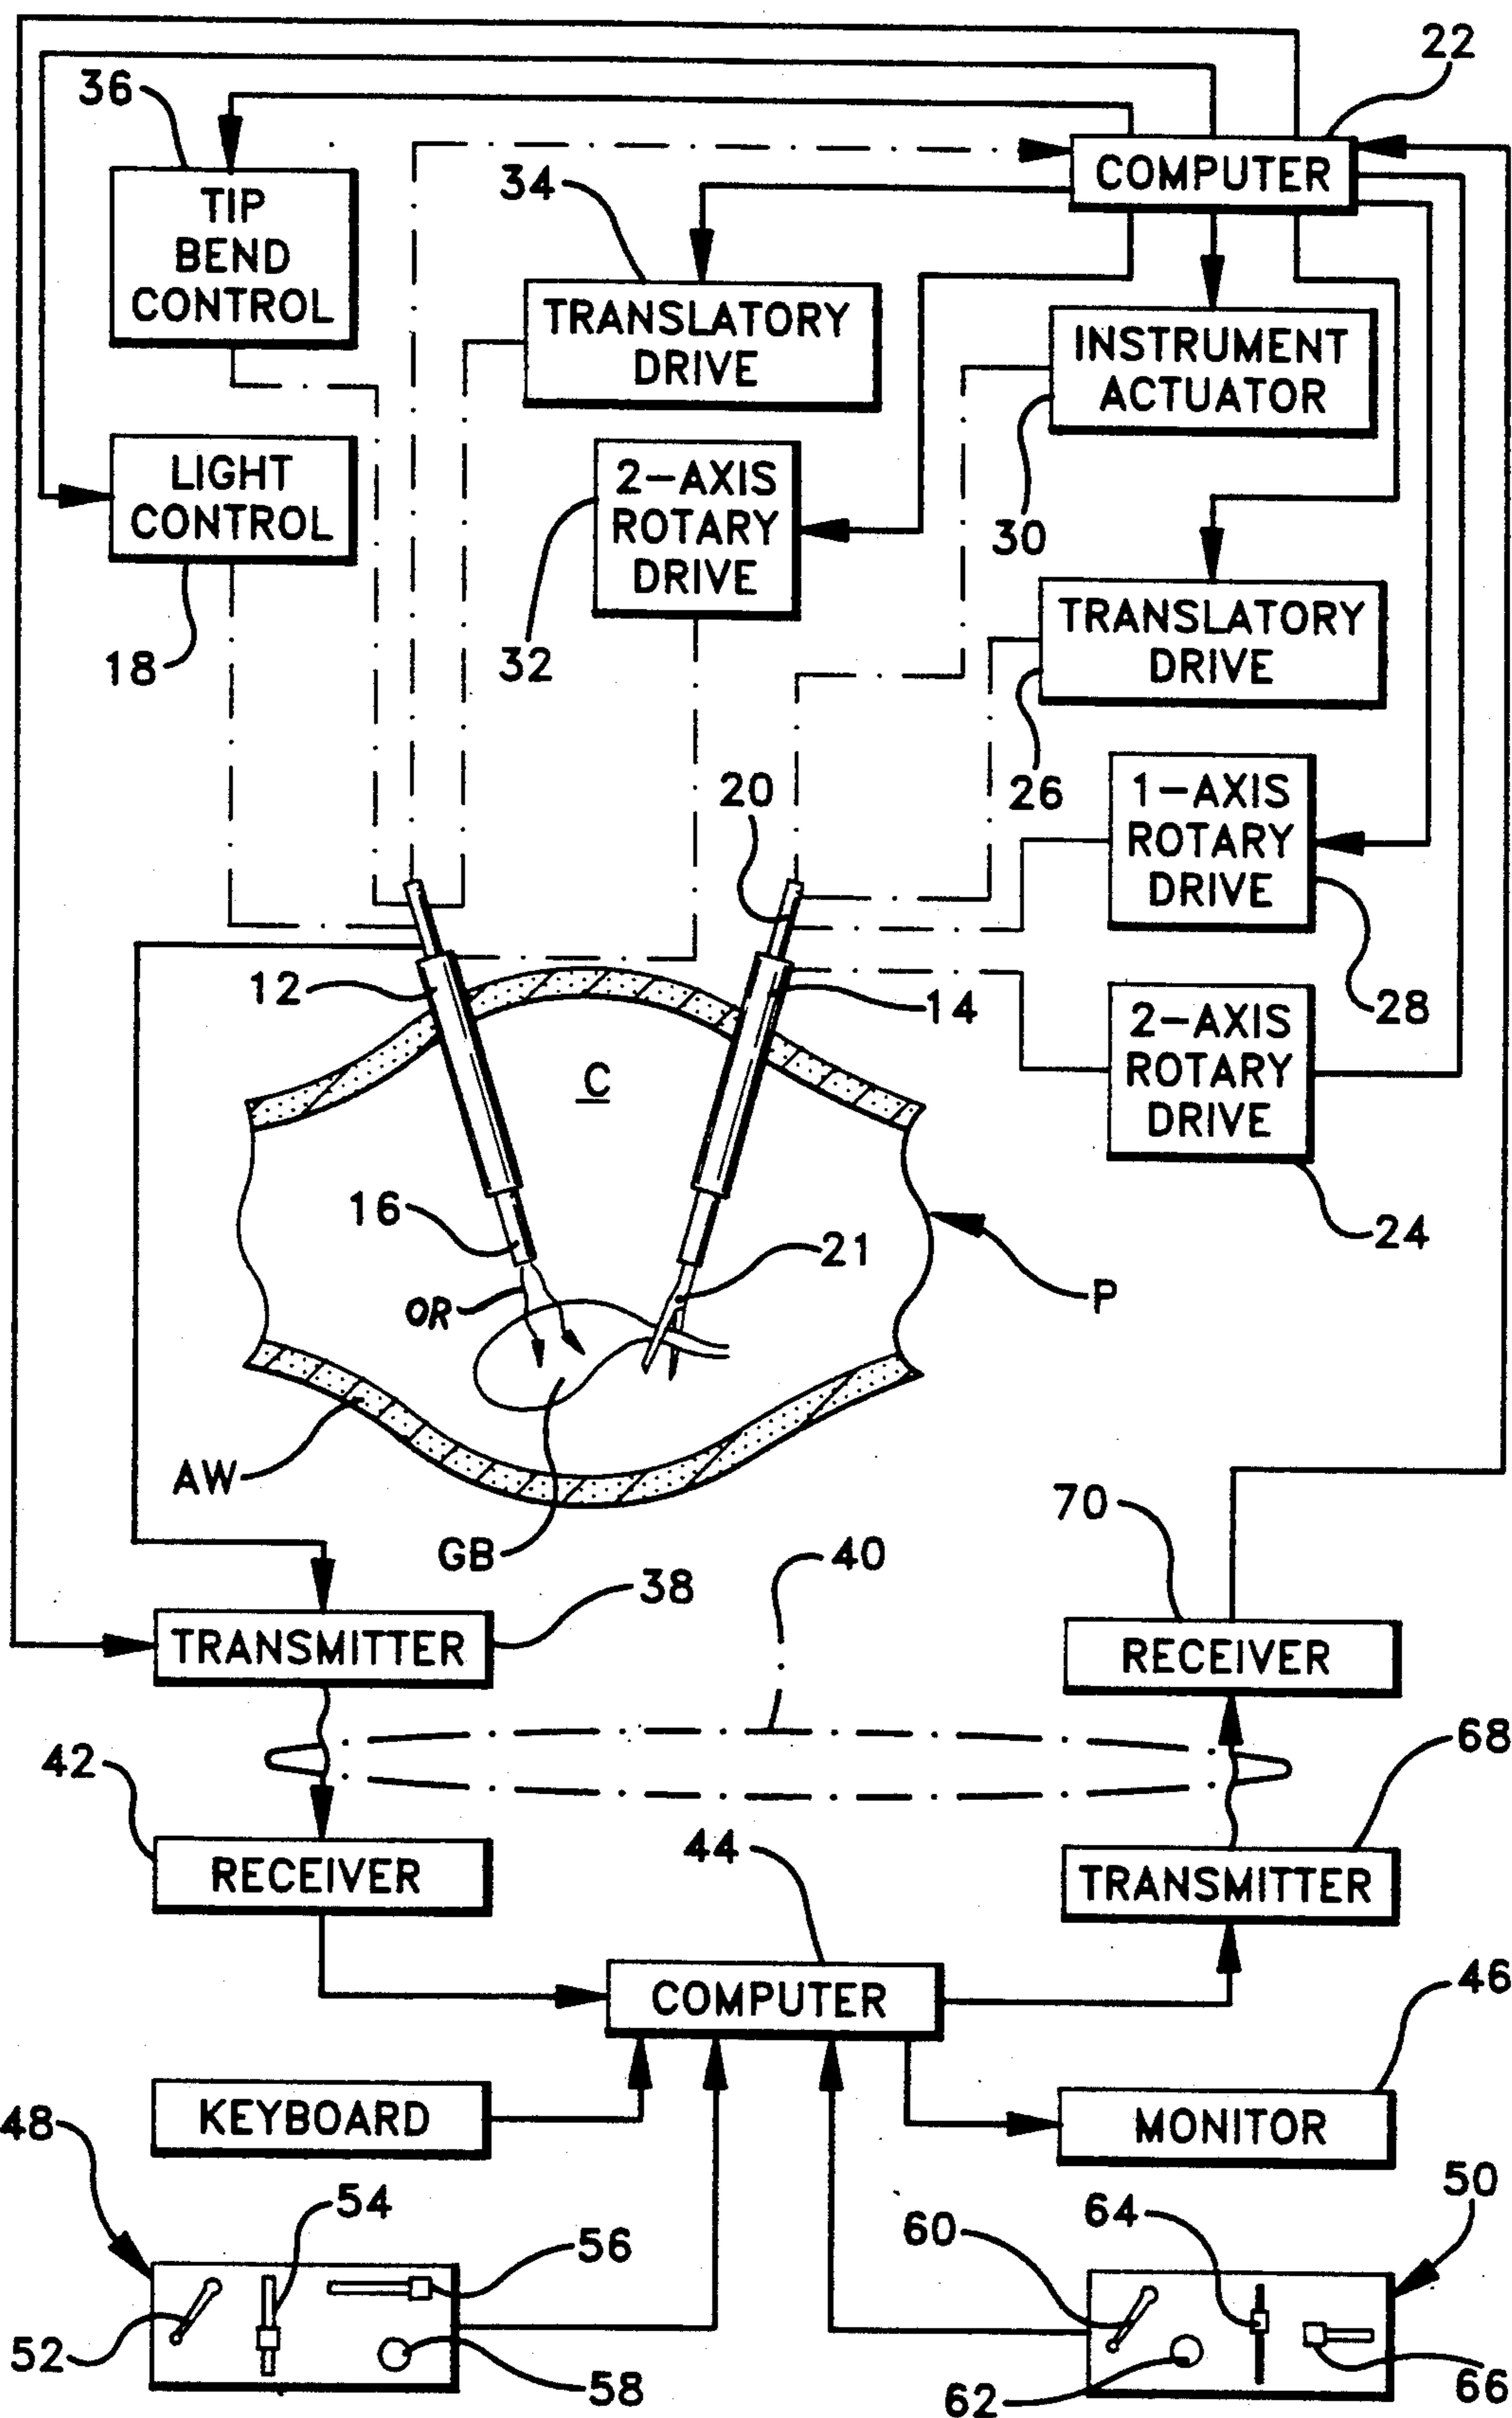 22
36
COMPUTER
34
TIP
BEND
CONTROL
TRANSLATORY
DRIVE
INSTRUMENT
ACTUATOR
LIGHT
CONTROL
2-AXIS
ROTARY
DRIVE
30
18
32
TRANSLATORY
DRIVE
26
20
1-AXIS
ROTARY
DRIVE
12
14
28
C
2-AXIS
ROTARY
DRIVE
16
21
24
OR
P
AW
GB
70
40
38
TRANSMITTER
RECEIVER
42
68
44
RECEIVER
TRANSMITTER
COMPUTER
46
KEYBOARD
MONITOR
48
50
54
64
56
60
52
58
62
66